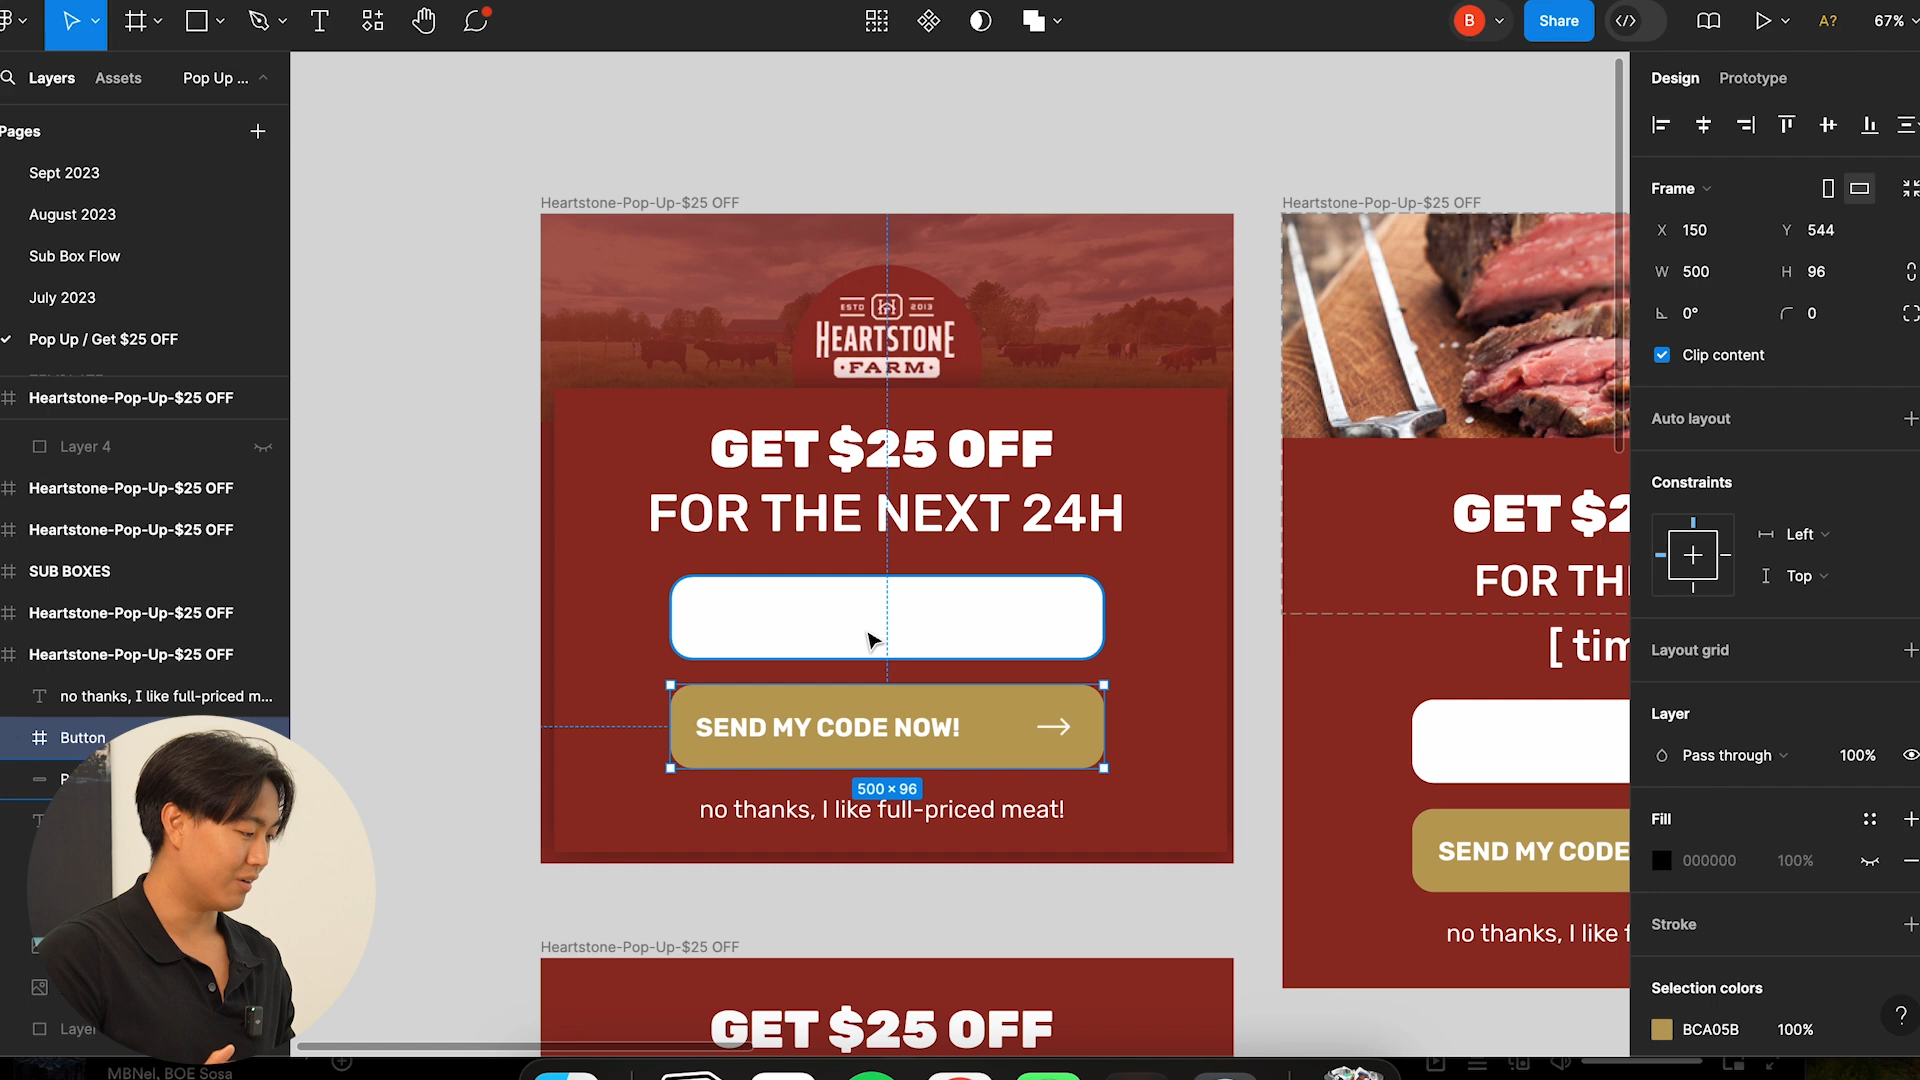 B
Share
A?
67%
Layers
Assets
Pop Up ...
Pages
Sept 2023
August 2023
Sub Box Flow
July 2023
Pop Up / Get $25 OFF
Heartstone-Pop-Up-$25 OFF
Layer 4
Heartstone-Pop-Up-$25 OFF
Heartstone-Pop-Up-$25 OFF
SUB BOXES
Heartstone-Pop-Up-$25 OFF
Heartstone-Pop-Up-$25 OFF
no thanks, I like full-priced m...
Button
Layer
MBNel, BOE Sosa
Heartstone-Pop-Up-$25 OFF
ESTD
H
2013
HEARTSTONE
·FARM·
GET $25 OFF
FOR THE NEXT 24H
SEND MY CODE NOW!
500 × 96
no thanks, I like full-priced meat!
Heartstone-Pop-Up-$25 OFF
GET $25 OFF
Heartstone-Pop-Up-$25 OFF
GET $2
FOR TH
[ tim
SEND MY CODE
no thanks, I like f
Design
Prototype
Frame
X 150
Y 544
W 500
H 96
0°
0
Clip content
Auto layout
Constraints
Left
Top
Layout grid
Layer
Pass through
100%
Fill
000000
100%
Stroke
Selection colors
BCA05B
100%
?